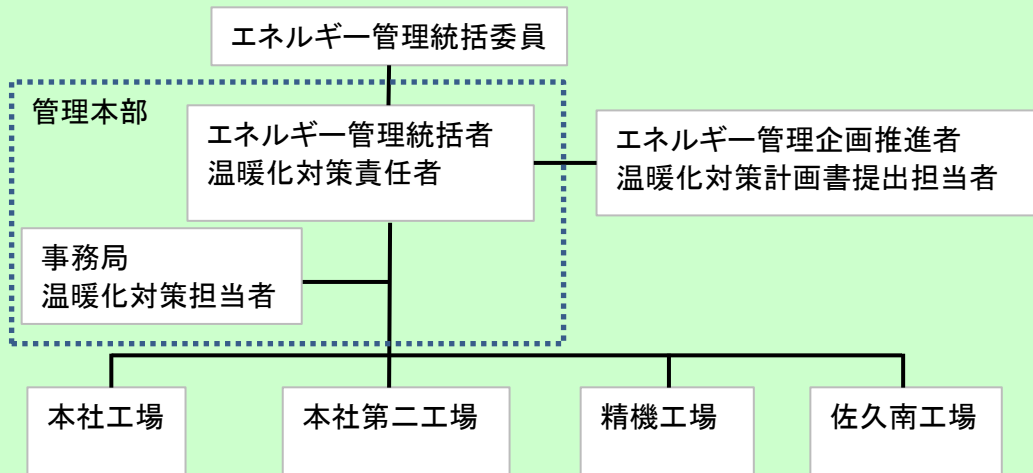 エネルギー管理統括委員
管理本部
エネルギー管理統括者
温暖化対策責任者
エネルギー管理企画推進者
温暖化対策計画書提出担当者
事務局
温暖化対策担当者
本社工場
本社第二工場
精機工場
佐久南工場